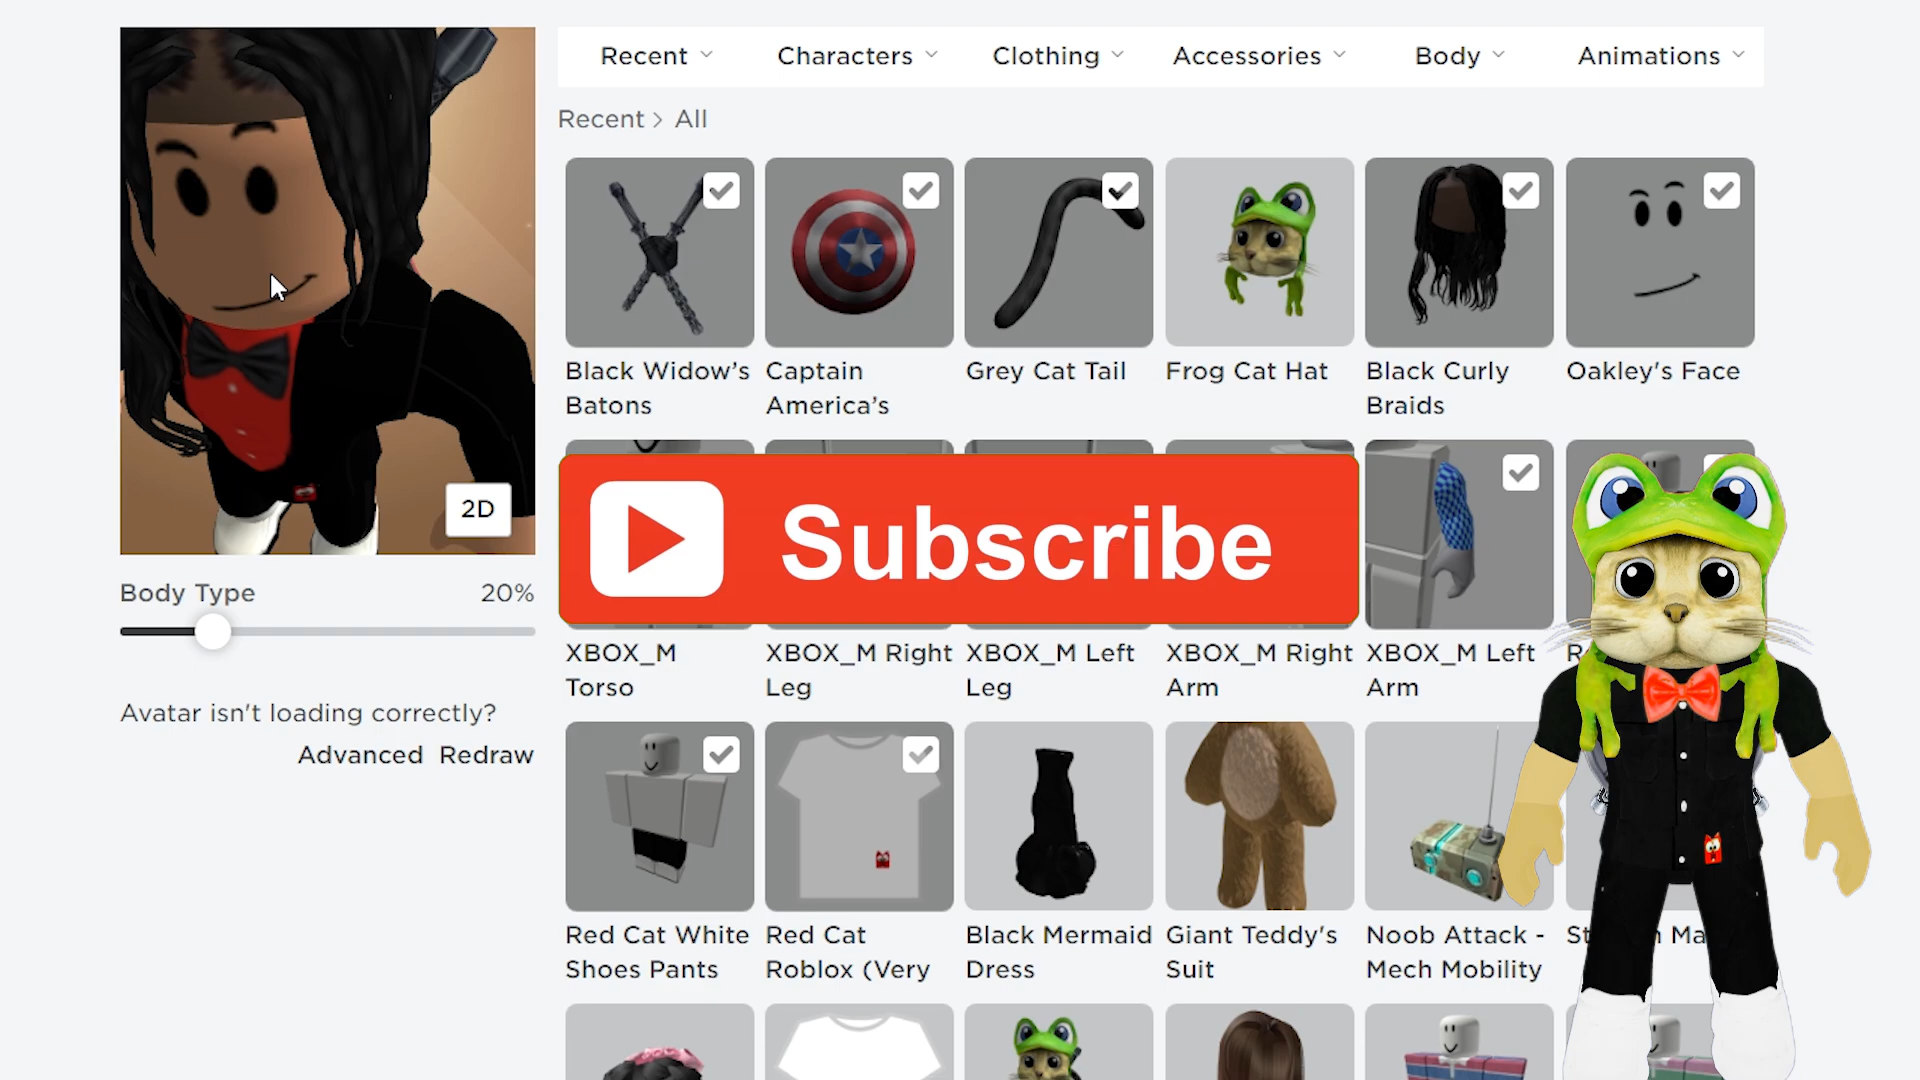 Recent Characters Clothing Accessories Body Animations
Recent > All
Black Widow's
Batons
Captain
America's
Grey Cat Tail
Frog Cat Hat
Black Curly
Braids
Oakley's Face
2D
Body Type 20%
Avatar isn't loading correctly?
Advanced Redraw
Subscribe
XBOX_M
Torso
XBOX_M Right
Leg
XBOX_M Left
Leg
XBOX_M Right
Arm
XBOX_M Left
Arm
Red Cat White
Shoes Pants
Red Cat
Roblox (Very
Black Mermaid
Dress
Giant Teddy's
Suit
Noob Attack -
Mech Mobility